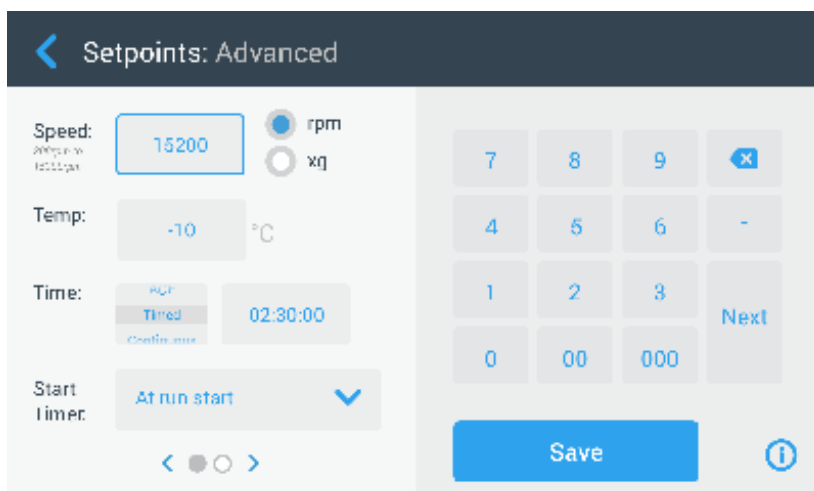 Setpoints: Advanced
Speed:
15200
rpm
xg
Temp:
-10
°C
Time:
Timed
Continuous
02:30:00
Start
Timer:
At run start
7 8 9
4 5 6 -
1 2 3
Next
0 00 000
Save